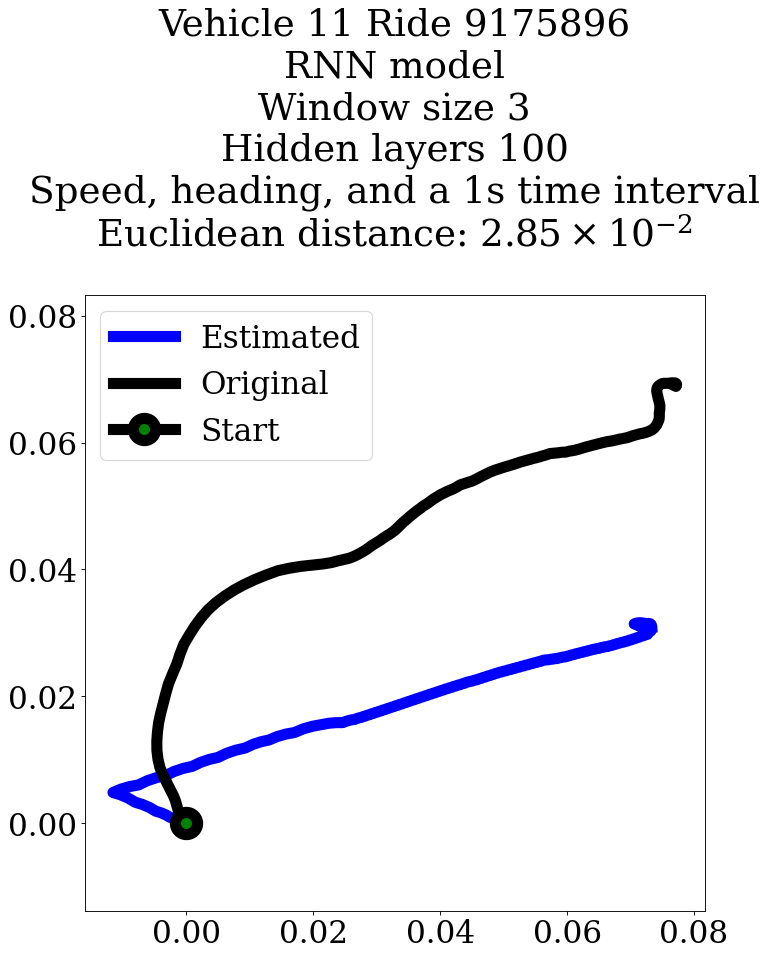 Vehicle 11 Ride 9175896
RNN model
Window size 3
Hidden layers 100
Speed, heading, and a 1s time interval
Euclidean distance: 2.85 × 10⁻²
Estimated
Original
Start
0.08
0.06
0.04
0.02
0.00
0.00 0.02 0.04 0.06 0.08